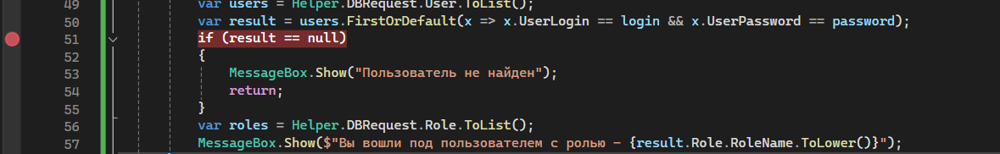 49 var users = Helper.DBRequest.User.ToList();
50 var result = users.FirstOrDefault(x => x.UserLogin == login && x.UserPassword == password);
51 if (result == null)
52 {
53 MessageBox.Show("Пользователь не найден");
54 return;
55 }
56 var roles = Helper.DBRequest.Role.ToList();
57 MessageBox.Show($"Вы вошли под пользователем с ролью - {result.Role.RoleName.ToLower()}");